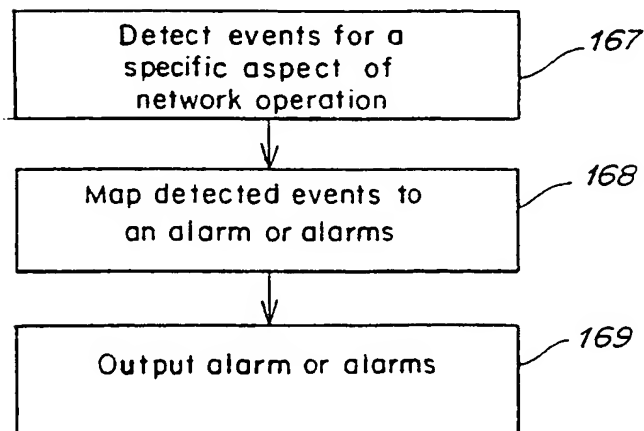 Detect events for a
specific aspect of
network operation
167
Map detected events to
an alarm or alarms
168
Output alarm or alarms
169